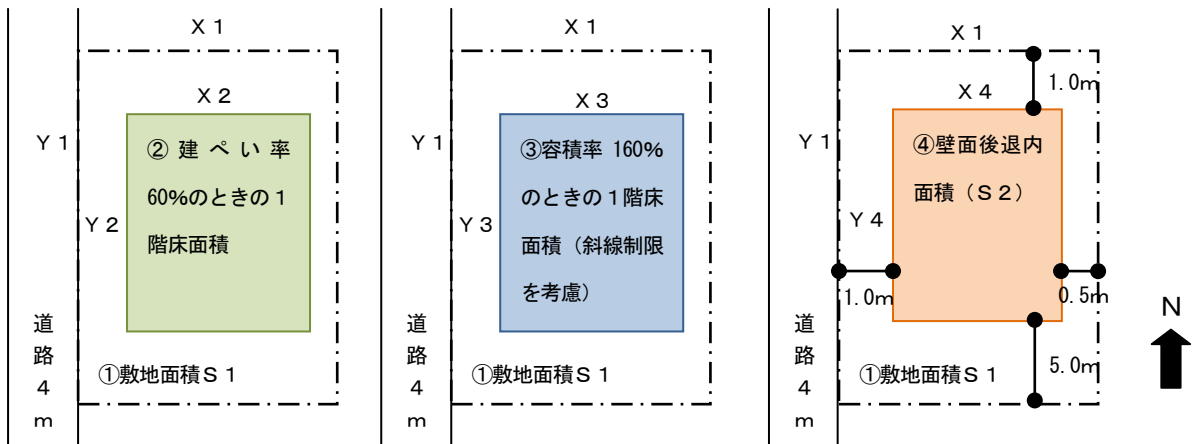 X1
X2
Y1
②建ぺい率
60%のときの1
階床面積
Y2
道
路
4
m
①敷地面積S1
X1
X3
Y1
③容積率 160%
のときの1階床
面積(斜線制限
を考慮)
Y3
道
路
4
m
①敷地面積S1
X1
1.0m
X4
Y1
④壁面後退内
面積(S2)
Y4
1.0m
0.5m
N
道
路
4
m
5.0m
①敷地面積S1